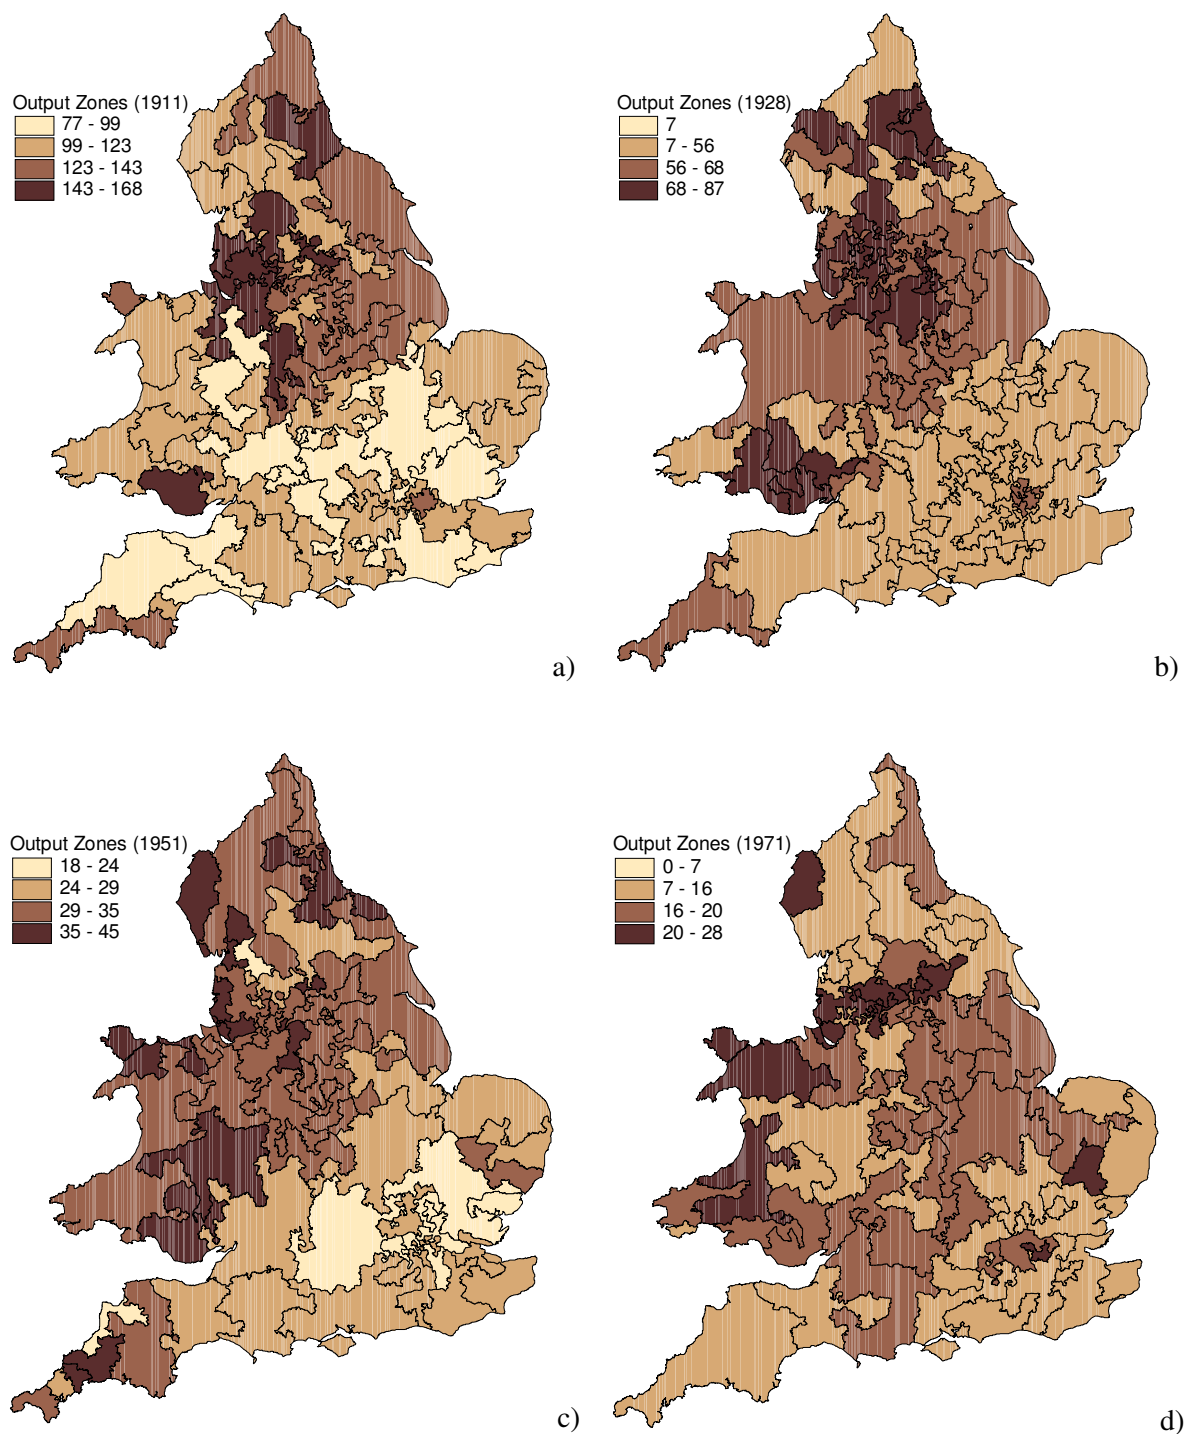 Output Zones (1911)
77 - 99
99 - 123
123 - 143
143 - 168
a)
Output Zones (1928)
7
7 - 56
56 - 68
68 - 87
b)
Output Zones (1951)
18 - 24
24 - 29
29 - 35
35 - 45
c)
Output Zones (1971)
0 - 7
7 - 16
16 - 20
20 - 28
d)